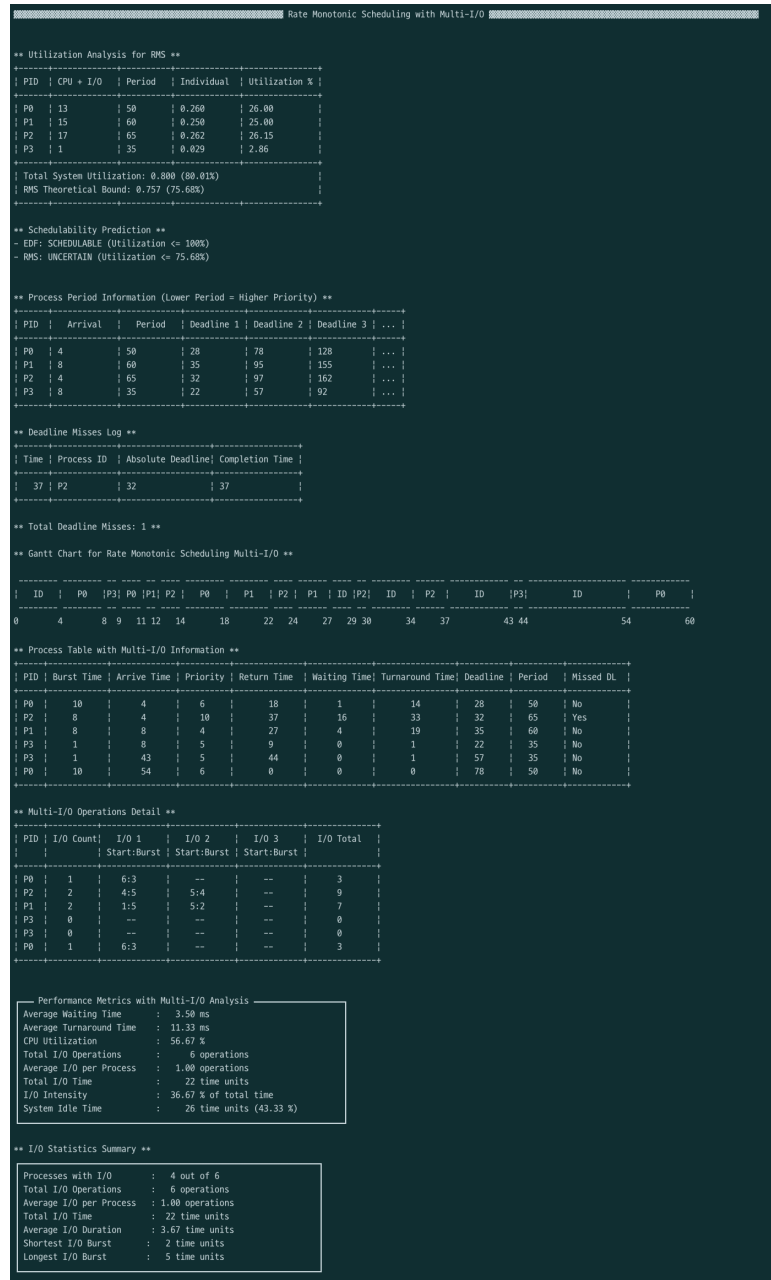 Rate Monotonic Scheduling with Multi-I/O
** Utilization Analysis for RMS **
+------+-------------+----------+-------------+---------------+
¦ PID ¦ CPU + I/O ¦ Period ¦ Individual ¦ Utilization % ¦
¦ P0 ¦ 13 ¦ 50 ¦ 0.260 ¦ 26.00 ¦
¦ P1 ¦ 15 ¦ 60 ¦ 0.250 ¦ 25.00 ¦
¦ P2 ¦ 17 ¦ 65 ¦ 0.262 ¦ 26.15 ¦
¦ P3 ¦ 1 ¦ 35 ¦ 0.029 ¦ 2.86 ¦
¦ Total System Utilization: 0.800 (80.01%) ¦
¦ RMS Theoretical Bound: 0.757 (75.68%) ¦
** Schedulability Prediction **
- EDF: SCHEDULABLE (Utilization <= 100%)
- RMS: UNCERTAIN (Utilization <= 75.68%)
** Process Period Information (Lower Period = Higher Priority) **
¦ PID ¦ Arrival ¦ Period ¦ Deadline 1 ¦ Deadline 2 ¦ Deadline 3 ¦ ... ¦
¦ P0 ¦ 4 ¦ 50 ¦ 28 ¦ 78 ¦ 128 ¦ ... ¦
¦ P1 ¦ 8 ¦ 60 ¦ 35 ¦ 95 ¦ 155 ¦ ... ¦
¦ P2 ¦ 4 ¦ 65 ¦ 32 ¦ 97 ¦ 162 ¦ ... ¦
¦ P3 ¦ 8 ¦ 35 ¦ 22 ¦ 57 ¦ 92 ¦ ... ¦
** Deadline Misses Log **
¦ Time ¦ Process ID ¦ Absolute Deadline¦ Completion Time ¦
¦ 37 ¦ P2 ¦ 32 ¦ 37 ¦
** Total Deadline Misses: 1 **
** Gantt Chart for Rate Monotonic Scheduling Multi-I/O **
¦ ID ¦ P0 ¦P3¦ P0 ¦P1¦ P2 ¦ P0 ¦ P1 ¦ P2 ¦ P1 ¦ ID ¦P2¦ ID ¦ P2 ¦ ID ¦P3¦ ID ¦ P0 ¦
0 4 8 9 11 12 14 18 22 24 27 29 30 34 37 43 44 54 60
** Process Table with Multi-I/O Information **
¦ PID ¦ Burst Time ¦ Arrive Time ¦ Priority ¦ Return Time ¦ Waiting Time¦ Turnaround Time¦ Deadline ¦ Period ¦ Missed DL ¦
¦ P0 ¦ 10 ¦ 4 ¦ 6 ¦ 18 ¦ 1 ¦ 14 ¦ 28 ¦ 50 ¦ No ¦
¦ P2 ¦ 8 ¦ 4 ¦ 10 ¦ 37 ¦ 16 ¦ 33 ¦ 32 ¦ 65 ¦ Yes ¦
¦ P1 ¦ 8 ¦ 8 ¦ 4 ¦ 27 ¦ 4 ¦ 19 ¦ 35 ¦ 60 ¦ No ¦
¦ P3 ¦ 1 ¦ 8 ¦ 5 ¦ 9 ¦ 0 ¦ 1 ¦ 22 ¦ 35 ¦ No ¦
¦ P3 ¦ 1 ¦ 43 ¦ 5 ¦ 44 ¦ 0 ¦ 1 ¦ 57 ¦ 35 ¦ No ¦
¦ P0 ¦ 10 ¦ 54 ¦ 6 ¦ 0 ¦ 0 ¦ 0 ¦ 78 ¦ 50 ¦ No ¦
** Multi-I/O Operations Detail **
¦ PID ¦ I/O Count¦ I/O 1 ¦ I/O 2 ¦ I/O 3 ¦ I/O Total ¦
¦ ¦ ¦ Start:Burst ¦ Start:Burst ¦ Start:Burst ¦ ¦
¦ P0 ¦ 1 ¦ 6:3 ¦ -- ¦ -- ¦ 3 ¦
¦ P2 ¦ 2 ¦ 4:5 ¦ 5:4 ¦ -- ¦ 9 ¦
¦ P1 ¦ 2 ¦ 1:5 ¦ 5:2 ¦ -- ¦ 7 ¦
¦ P3 ¦ 0 ¦ -- ¦ -- ¦ -- ¦ 0 ¦
¦ P3 ¦ 0 ¦ -- ¦ -- ¦ -- ¦ 0 ¦
¦ P0 ¦ 1 ¦ 6:3 ¦ -- ¦ -- ¦ 3 ¦
Performance Metrics with Multi-I/O Analysis
Average Waiting Time : 3.50 ms
Average Turnaround Time : 11.33 ms
CPU Utilization : 56.67 %
Total I/O Operations : 6 operations
Average I/O per Process : 1.00 operations
Total I/O Time : 22 time units
I/O Intensity : 36.67 % of total time
System Idle Time : 26 time units (43.33 %)
** I/O Statistics Summary **
Processes with I/O : 4 out of 6
Total I/O Operations : 6 operations
Average I/O per Process : 1.00 operations
Total I/O Time : 22 time units
Average I/O Duration : 3.67 time units
Shortest I/O Burst : 2 time units
Longest I/O Burst : 5 time units